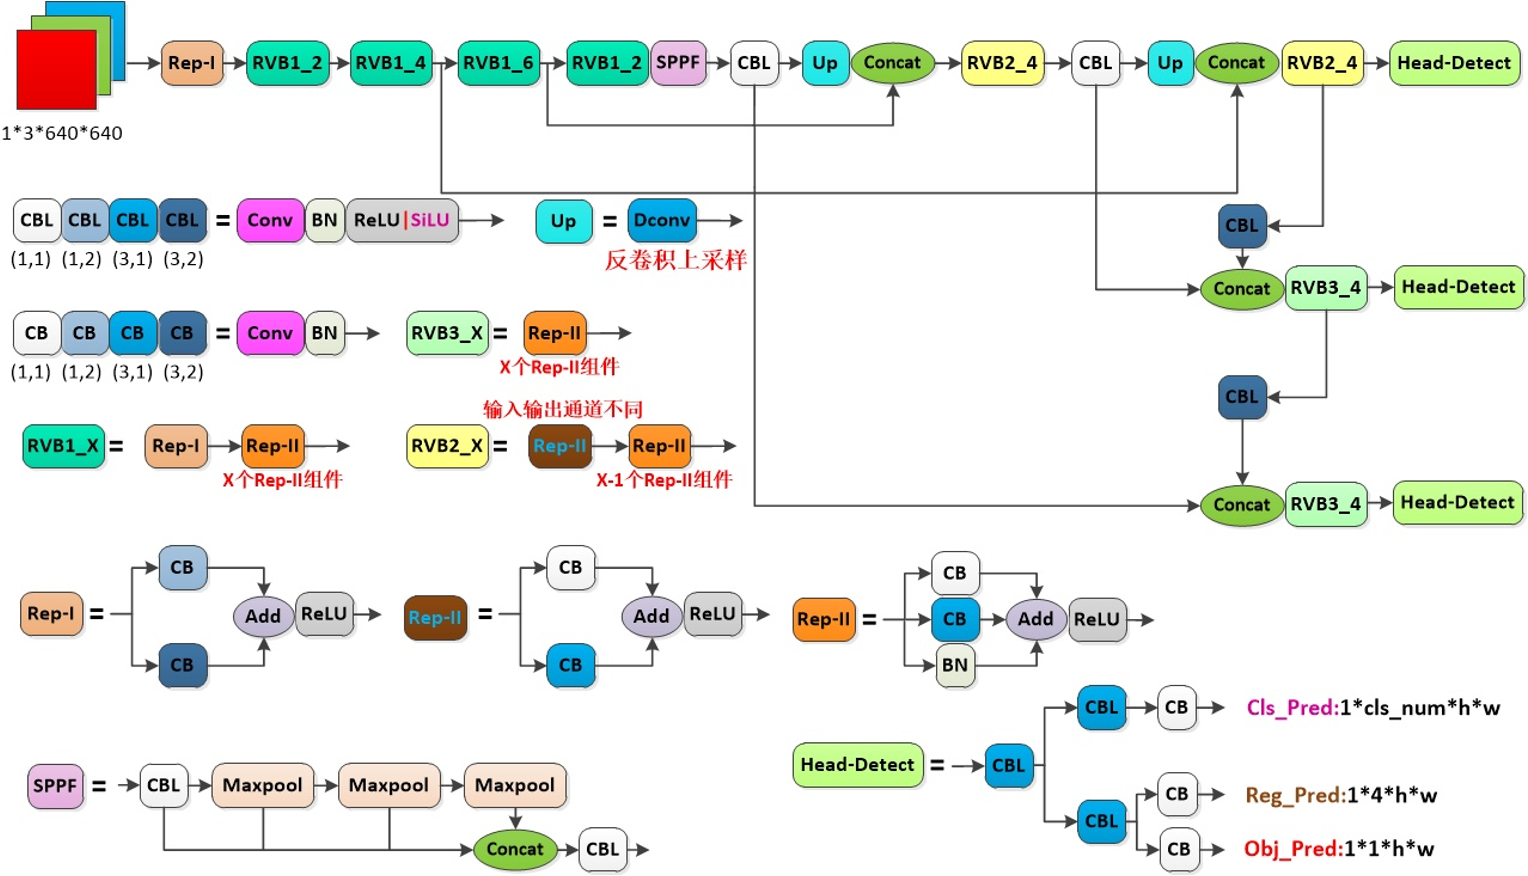 Rep-I RVB1_2 RVB1_4 RVB1_6 RVB1_2 SPPF CBL Up Concat RVB2_4 CBL Up Concat RVB2_4 Head-Detect
1*3*640*640
CBL CBL CBL CBL = Conv BN ReLU|SiLU Up = Dconv CBL
(1,1) (1,2) (3,1) (3,2) 反卷积上采样
Concat RVB3_4 Head-Detect
CB CB CB CB = Conv BN RVB3_X = Rep-II
(1,1) (1,2) (3,1) (3,2) X个Rep-II组件
CBL
输入输出通道不同
RVB1_X = Rep-I Rep-II RVB2_X = Rep-II Rep-II
X个Rep-II组件 X-1个Rep-II组件
Concat RVB3_4 Head-Detect
CB CB CB
Rep-I = Add ReLU Rep-II = Add ReLU Rep-II = CB Add ReLU
CB CB BN
CBL CB Cls_Pred:1*cls_num*h*w
Head-Detect = CBL
SPPF = CBL Maxpool Maxpool Maxpool CB Reg_Pred:1*4*h*w
CBL
Concat CBL CB Obj_Pred:1*1*h*w